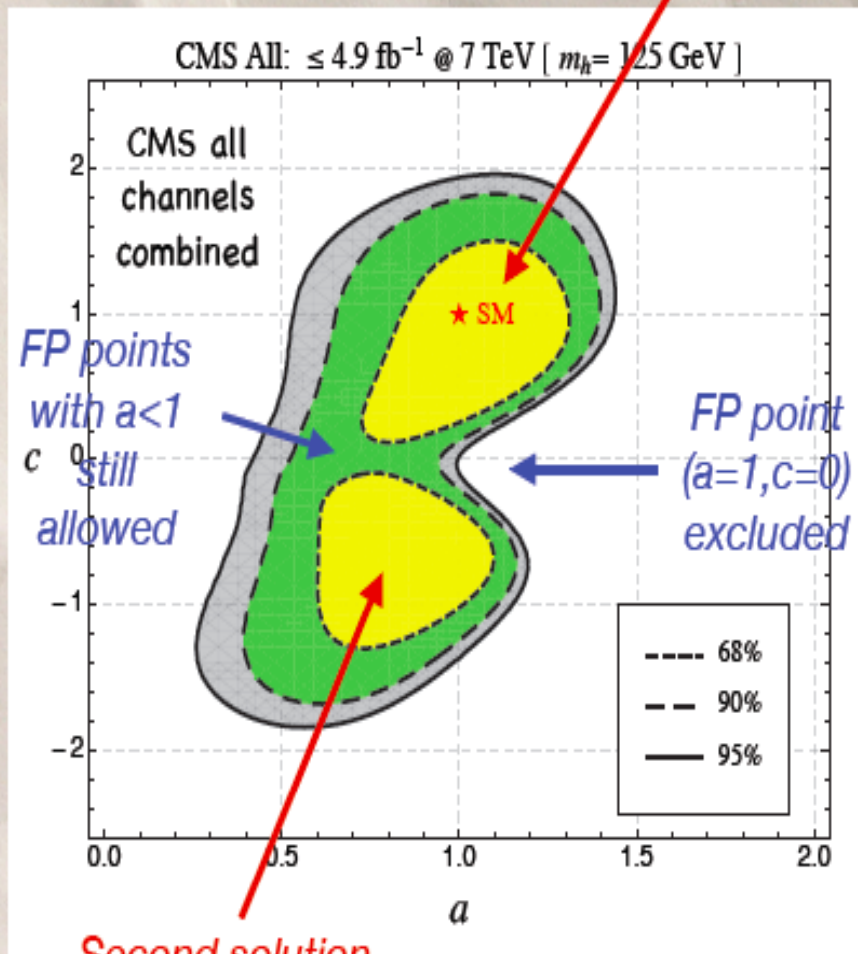 CMS All: ≤ 4.9 fb⁻¹ @ 7 TeV [ mₕ= 125 GeV ]
CMS all
channels
combined
SM
FP points
with a<1
still
allowed
FP point
(a=1,c=0)
excluded
c
2
1
0
−1
−2
68%
90%
95%
0.0
0.5
1.0
1.5
2.0
a
Second solution